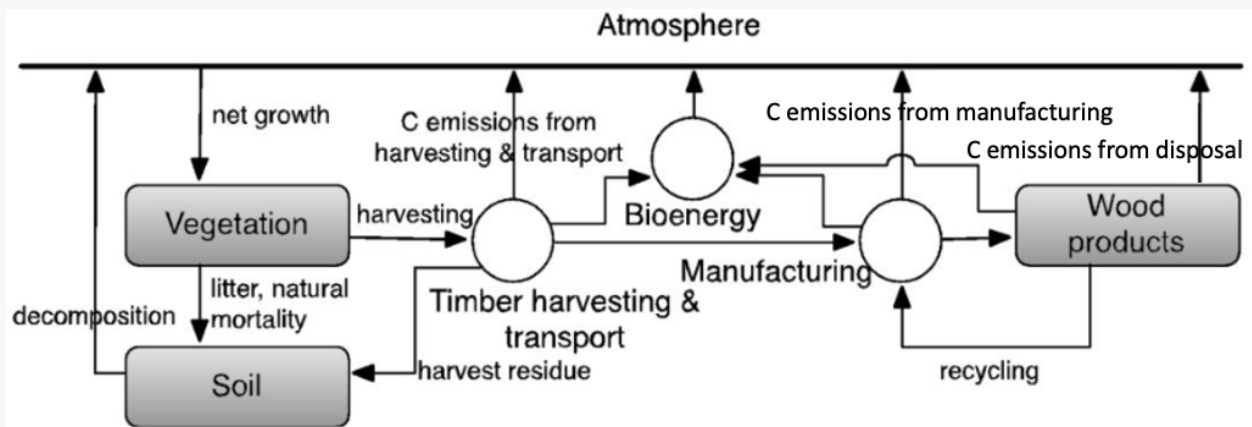 Atmosphere
net growth
C emissions from
harvesting & transport
C emissions from manufacturing
C emissions from disposal
Vegetation
harvesting
Bioenergy
Wood
products
litter, natural
mortality
decomposition
Manufacturing
Timber harvesting &
transport
Soil
harvest residue
recycling